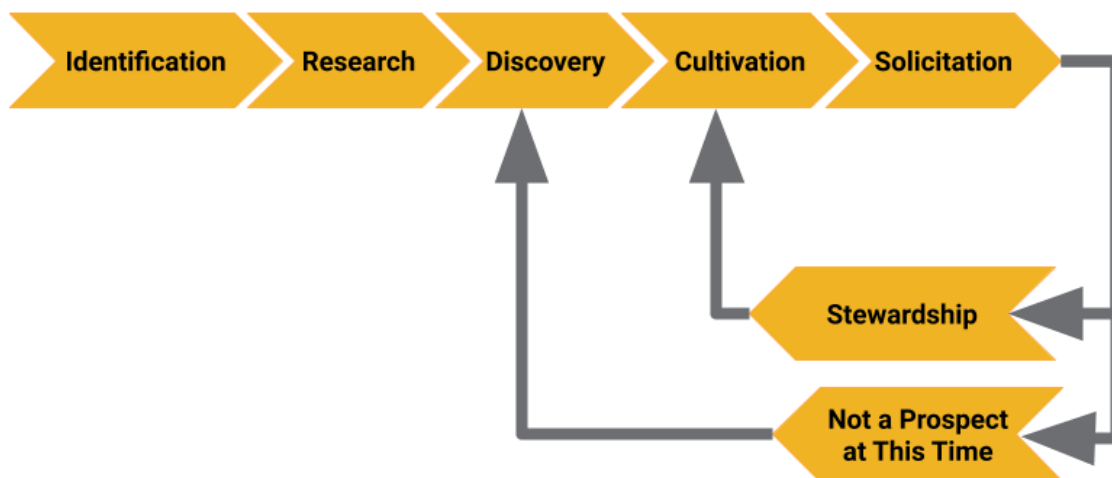 Identification
Research
Discovery
Cultivation
Solicitation
Stewardship
Not a Prospect
at This Time